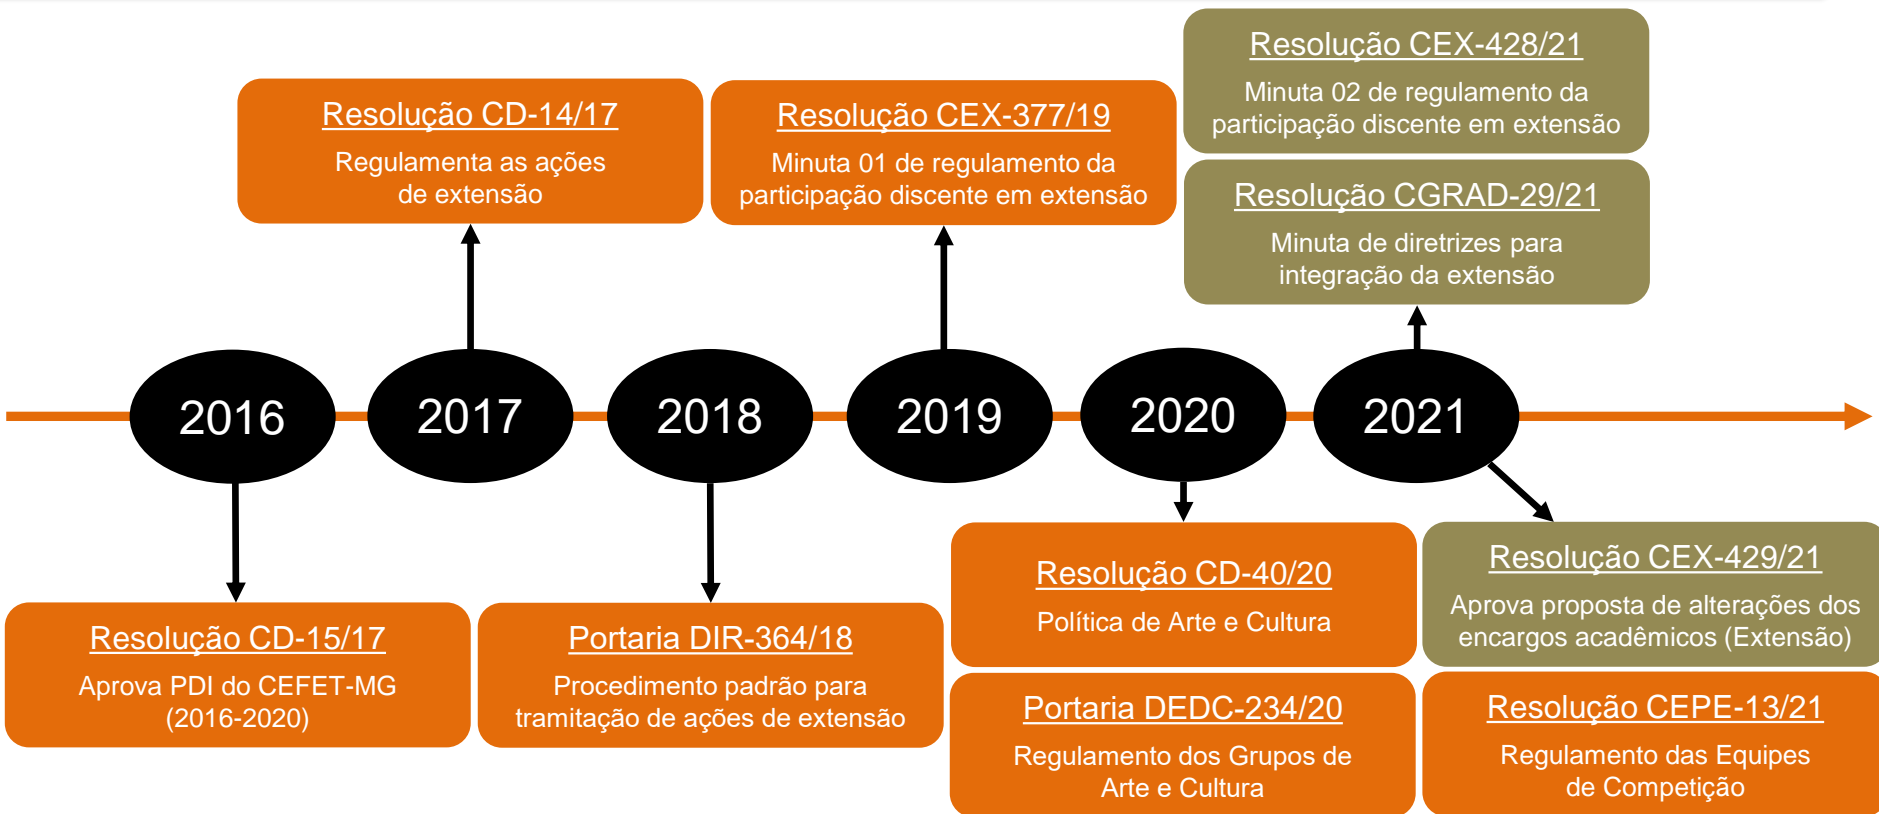 Resolução CEX-428/21
Minuta 02 de regulamento da
participação discente em extensão
Resolução CD-14/17
Regulamenta as ações
de extensão
Resolução CEX-377/19
Minuta 01 de regulamento da
participação discente em extensão
Resolução CGRAD-29/21
Minuta de diretrizes para
integração da extensão
2016
2017
2018
2019
2020
2021
Resolução CD-15/17
Aprova PDI do CEFET-MG
(2016-2020)
Portaria DIR-364/18
Procedimento padrão para
tramitação de ações de extensão
Resolução CD-40/20
Política de Arte e Cultura
Portaria DEDC-234/20
Regulamento dos Grupos de
Arte e Cultura
Resolução CEX-429/21
Aprova proposta de alterações dos
encargos acadêmicos (Extensão)
Resolução CEPE-13/21
Regulamento das Equipes
de Competição